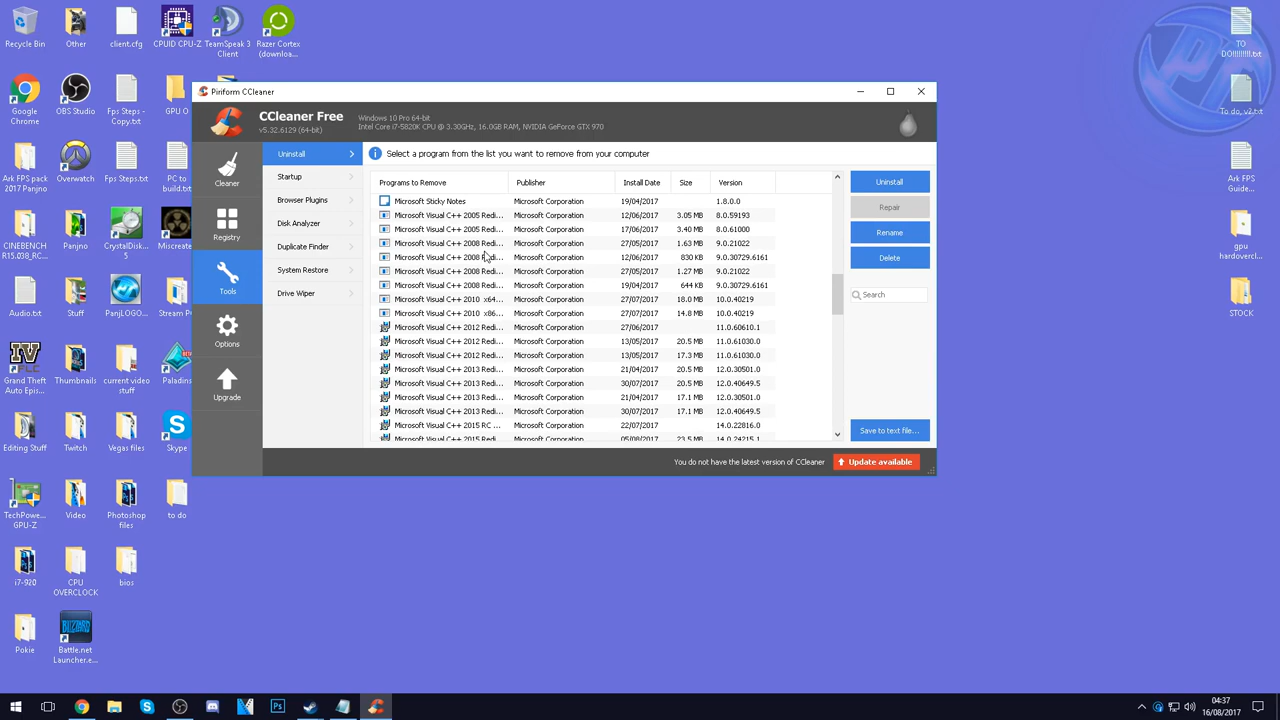 Recycle Bin
Other
client.cfg
CPUID CPU-Z
TeamSpeak 3
Client
Razer Cortex
(downloa...
TO
DO!!!!!!.txt
Google
Chrome
OBS Studio
Fps Steps -
Copy.txt
GPU O
To do, v2.txt
Ark FPS pack
2017 Panjno
Overwatch
Fps Steps.txt
PC to
build.txt
Ark FPS
Guide...
CINEBENCH
R15.038_RC...
Panjno
CrystalDisk...
5
Miscreate
gpu
hardovercl...
Audio.txt
Stuff
PanjLOGO...
Stream P
STOCK
Grand Theft
Auto Epis...
Thumbnails
current video
stuff
Paladins
Editing Stuff
Twitch
Vegas files
Skype
TechPowe...
GPU-Z
Video
Photoshop
files
to do
i7-920
CPU
OVERCLOCK
bios
Pokie
Battle.net
Launcher.e...
Piriform CCleaner
CCleaner Free
v5.32.6129 (64-bit)
Windows 10 Pro 64-bit
Intel Core i7-5820K CPU @ 3.30GHz, 16.0GB RAM, NVIDIA GeForce GTX 970
Cleaner
Registry
Tools
Options
Upgrade
Uninstall
Startup
Browser Plugins
Disk Analyzer
Duplicate Finder
System Restore
Drive Wiper
Select a program from the list you want to remove from your computer
Programs to Remove Publisher Install Date Size Version
Microsoft Sticky Notes Microsoft Corporation 19/04/2017 1.8.0.0
Microsoft Visual C++ 2005 Redi... Microsoft Corporation 12/06/2017 3.05 MB 8.0.59193
Microsoft Visual C++ 2005 Redi... Microsoft Corporation 17/06/2017 3.40 MB 8.0.61000
Microsoft Visual C++ 2008 Redi... Microsoft Corporation 27/05/2017 1.63 MB 9.0.21022
Microsoft Visual C++ 2008 Redi... Microsoft Corporation 12/06/2017 830 KB 9.0.30729.6161
Microsoft Visual C++ 2008 Redi... Microsoft Corporation 27/05/2017 1.27 MB 9.0.21022
Microsoft Visual C++ 2008 Redi... Microsoft Corporation 19/04/2017 644 KB 9.0.30729.6161
Microsoft Visual C++ 2010 x64... Microsoft Corporation 27/07/2017 18.0 MB 10.0.40219
Microsoft Visual C++ 2010 x86... Microsoft Corporation 27/07/2017 14.8 MB 10.0.40219
Microsoft Visual C++ 2012 Redi... Microsoft Corporation 27/06/2017 11.0.60610.1
Microsoft Visual C++ 2012 Redi... Microsoft Corporation 13/05/2017 20.5 MB 11.0.61030.0
Microsoft Visual C++ 2012 Redi... Microsoft Corporation 13/05/2017 17.3 MB 11.0.61030.0
Microsoft Visual C++ 2013 Redi... Microsoft Corporation 21/04/2017 20.5 MB 12.0.30501.0
Microsoft Visual C++ 2013 Redi... Microsoft Corporation 30/07/2017 20.5 MB 12.0.40649.5
Microsoft Visual C++ 2013 Redi... Microsoft Corporation 21/04/2017 17.1 MB 12.0.30501.0
Microsoft Visual C++ 2013 Redi... Microsoft Corporation 30/07/2017 17.1 MB 12.0.40649.5
Microsoft Visual C++ 2015 RC ... Microsoft Corporation 22/07/2017 14.0.22816.0
Microsoft Visual C++ 2015 Redi... Microsoft Corporation 05/08/2017 23.5 MB 14.0.24215.1
Uninstall
Repair
Rename
Delete
Search
Save to text file...
You do not have the latest version of CCleaner
Update available
04:37
16/08/2017